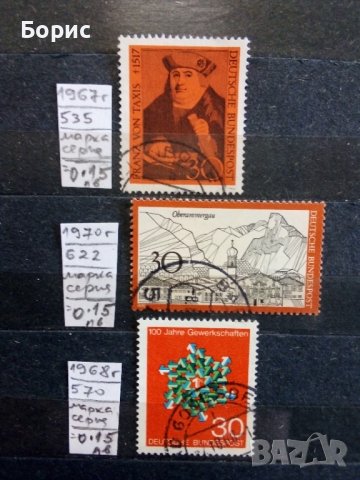 Борис
1967г
535
марка
серия
=0.15
лв
FRANZ VON TAXIS †1517
DEUTSCHE BUNDESPOST
30
1970г
622
марка
серия
=0.15
лв
Oberammergau
30
DEUTSCHE BUNDESPOST
1968г
570
марка
серия
=0.15
лв
100 Jahre Gewerkschaften
1
30
DEUTSCHE BUNDESPOST
BAZAR